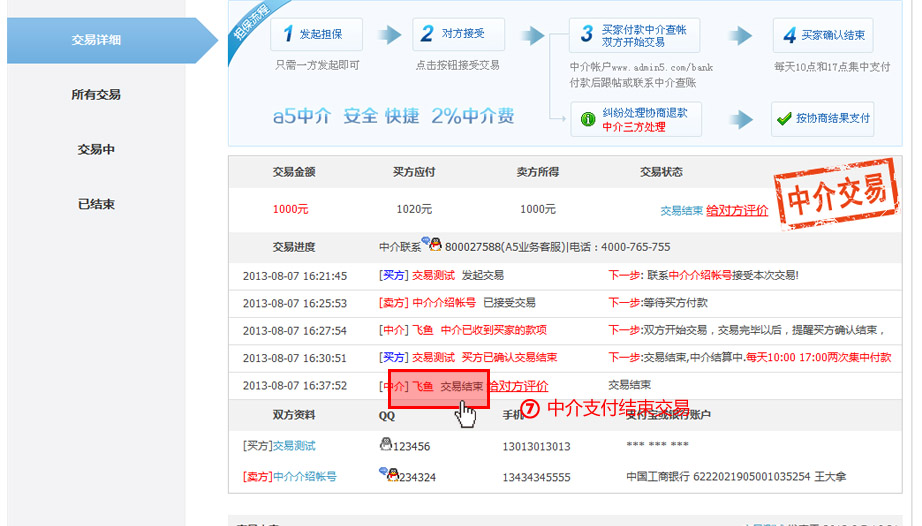 交易详细
所有交易
交易中
已结束
担保流程
1 发起担保
只需一方发起即可
2 对方接受
点击按钮接受交易
3 买家付款中介查帐
双方开始交易
中介帐户www.admin5.com/bank
付款后跟帖或联系中介查账
4 买家确认结束
每天10点和17点集中支付
a5中介 安全 快捷 2%中介费
纠纷处理协商退款
中介三方处理
按协商结果支付
交易金额 买方应付 卖方所得 交易状态
中介交易
1000元 1020元 1000元 交易结束 给对方评价
交易进度 中介联系 800027588(A5业务客服)|电话：4000-765-755
2013-08-07 16:21:45 [买方] 交易测试 发起交易 下一步: 联系中介介绍帐号接受本次交易!
2013-08-07 16:25:53 [卖方] 中介介绍帐号 已接受交易 下一步:等待买方付款
2013-08-07 16:27:54 [中介] 飞鱼 中介已收到买家的款项 下一步:双方开始交易，交易完毕以后，提醒买方确认结束，
2013-08-07 16:30:51 [买方] 交易测试 买方已确认交易结束 下一步:交易结束,中介结算中.每天10:00 17:00两次集中付款
2013-08-07 16:37:52 [中介] 飞鱼 交易结束 给对方评价 交易结束
⑦ 中介支付结束交易
双方资料 QQ 手机 支付宝或银行账户
[买方]交易测试 123456 13013013013 *** *** ***
[卖方]中介介绍帐号 234324 13434345555 中国工商银行 6222021905001035254 王大拿